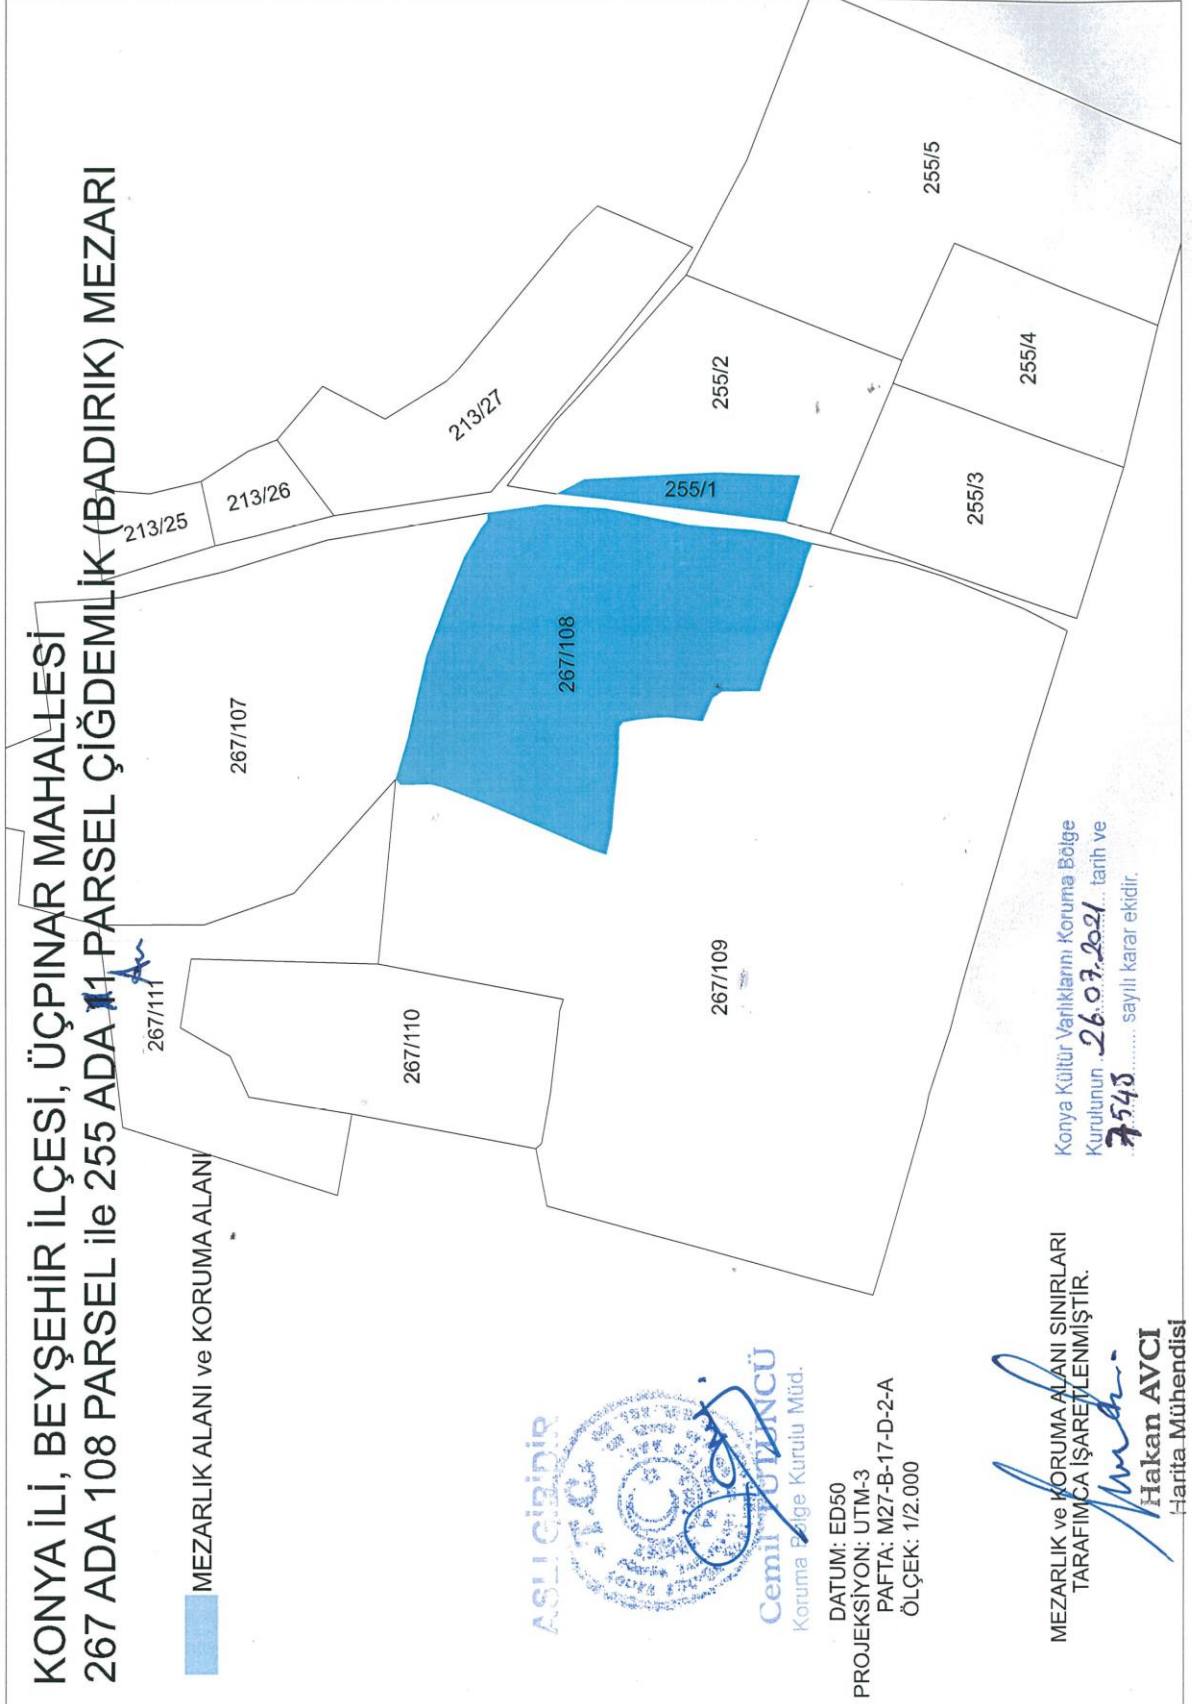 KONYA İLİ, BEYŞEHİR İLÇESİ, ÜÇPINAR MAHALLESİ
267 ADA 108 PARSEL ile 255 ADA 1 PARSEL ÇİĞDEMLİK (BADIRIK) MEZARI
MEZARLIK ALANI ve KORUMA ALANI
213/25
213/26
213/27
267/111
267/107
267/110
267/108
267/109
255/1
255/2
255/3
255/4
255/5
ASLI GİBİDİR
T.C.
Cemil TÜTÜNCÜ
Koruma Bölge Kurulu Müd.
DATUM: ED50
PROJEKSİYON: UTM-3
PAFTA: M27-B-17-D-2-A
ÖLÇEK: 1/2.000
MEZARLIK ve KORUMA ALANI SINIRLARI
TARAFIMCA İŞARETLENMİŞTİR.
Hakan AVCI
Harita Mühendisi
Konya Kültür Varlıklarını Koruma Bölge
Kurulunun 26.07.2021 tarih ve
sayılı karar ekidir.